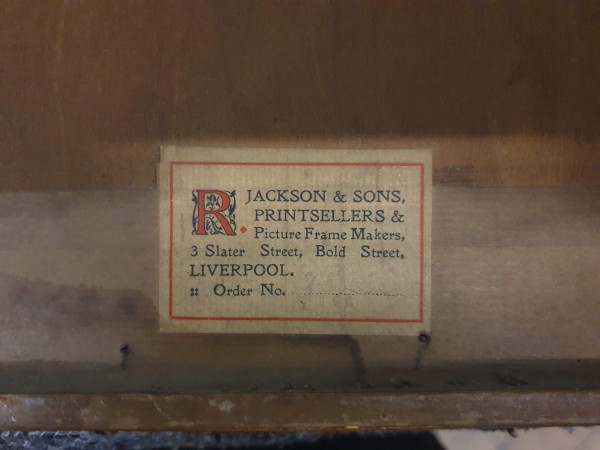 R. JACKSON & SONS,
PRINTSELLERS &
Picture Frame Makers,
3 Slater Street, Bold Street,
LIVERPOOL.
:: Order No.